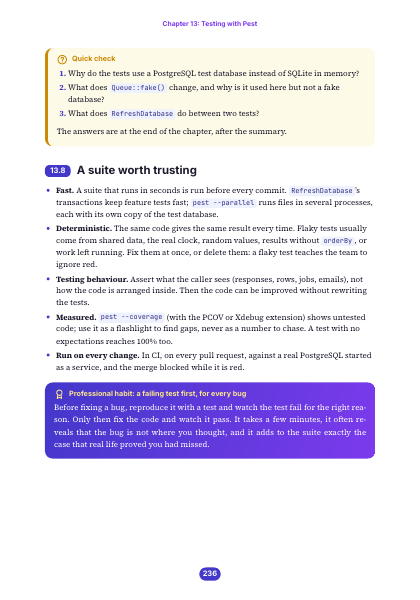 Chapter 13: Testing with Pest
Quick check
1. Why do the tests use a PostgreSQL test database instead of SQLite in memory?
2. What does Queue::fake() change, and why is it used here but not a fake
database?
3. What does RefreshDatabase do between two tests?
The answers are at the end of the chapter, after the summary.
13.8 A suite worth trusting
• Fast. A suite that runs in seconds is run before every commit. RefreshDatabase's
transactions keep feature tests fast; pest --parallel runs files in several processes,
each with its own copy of the test database.
• Deterministic. The same code gives the same result every time. Flaky tests usually
come from shared data, the real clock, random values, results without orderBy, or
work left running. Fix them at once, or delete them: a flaky test teaches the team to
ignore red.
• Testing behaviour. Assert what the caller sees (responses, rows, jobs, emails), not
how the code is arranged inside. Then the code can be improved without rewriting
the tests.
• Measured. pest --coverage (with the PCOV or Xdebug extension) shows untested
code; use it as a flashlight to find gaps, never as a number to chase. A test with no
expectations reaches 100% too.
• Run on every change. In CI, on every pull request, against a real PostgreSQL started
as a service, and the merge blocked while it is red.
Professional habit: a failing test first, for every bug
Before fixing a bug, reproduce it with a test and watch the test fail for the right rea-
son. Only then fix the code and watch it pass. It takes a few minutes, it often re-
veals that the bug is not where you thought, and it adds to the suite exactly the
case that real life proved you had missed.
236